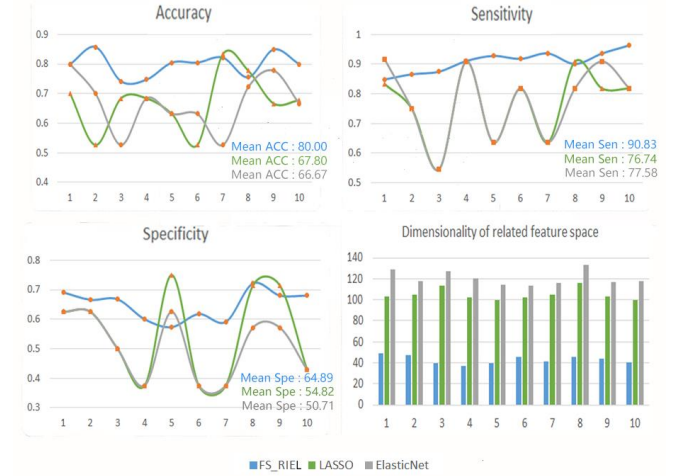 Accuracy
0.9
0.8
0.7
0.6
0.5
0.4
1 2 3 4 5 6 7 8 9 10
Mean ACC : 80.00
Mean ACC : 67.80
Mean ACC : 66.67
Sensitivity
1
0.9
0.8
0.7
0.6
0.5
1 2 3 4 5 6 7 8 9 10
Mean Sen : 90.83
Mean Sen : 76.74
Mean Sen : 77.58
Specificity
0.8
0.7
0.6
0.5
0.4
0.3
1 2 3 4 5 6 7 8 9 10
Mean Spe : 64.89
Mean Spe : 54.82
Mean Spe : 50.71
Dimensionality of related feature space
140
120
100
80
60
40
20
0
1 2 3 4 5 6 7 8 9 10
FS_RIEL LASSO ElasticNet